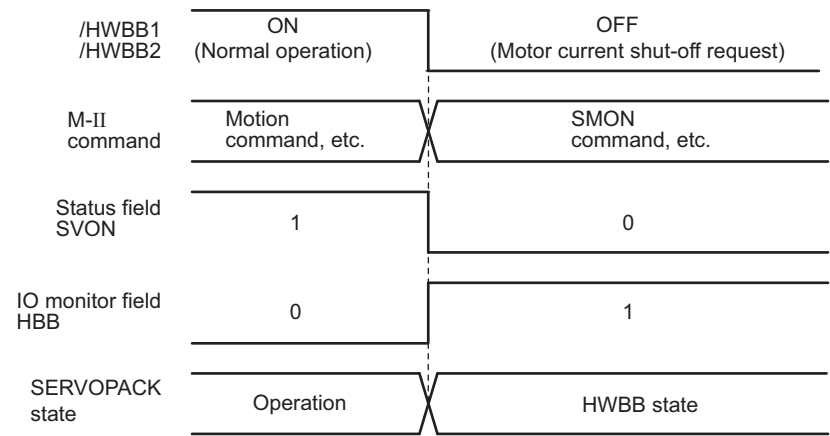 /HWBB1
/HWBB2
ON
(Normal operation)
OFF
(Motor current shut-off request)
M-II
command
Motion
command, etc.
SMON
command, etc.
Status field
SVON
1
0
IO monitor field
HBB
0
1
SERVOPACK
state
Operation
HWBB state